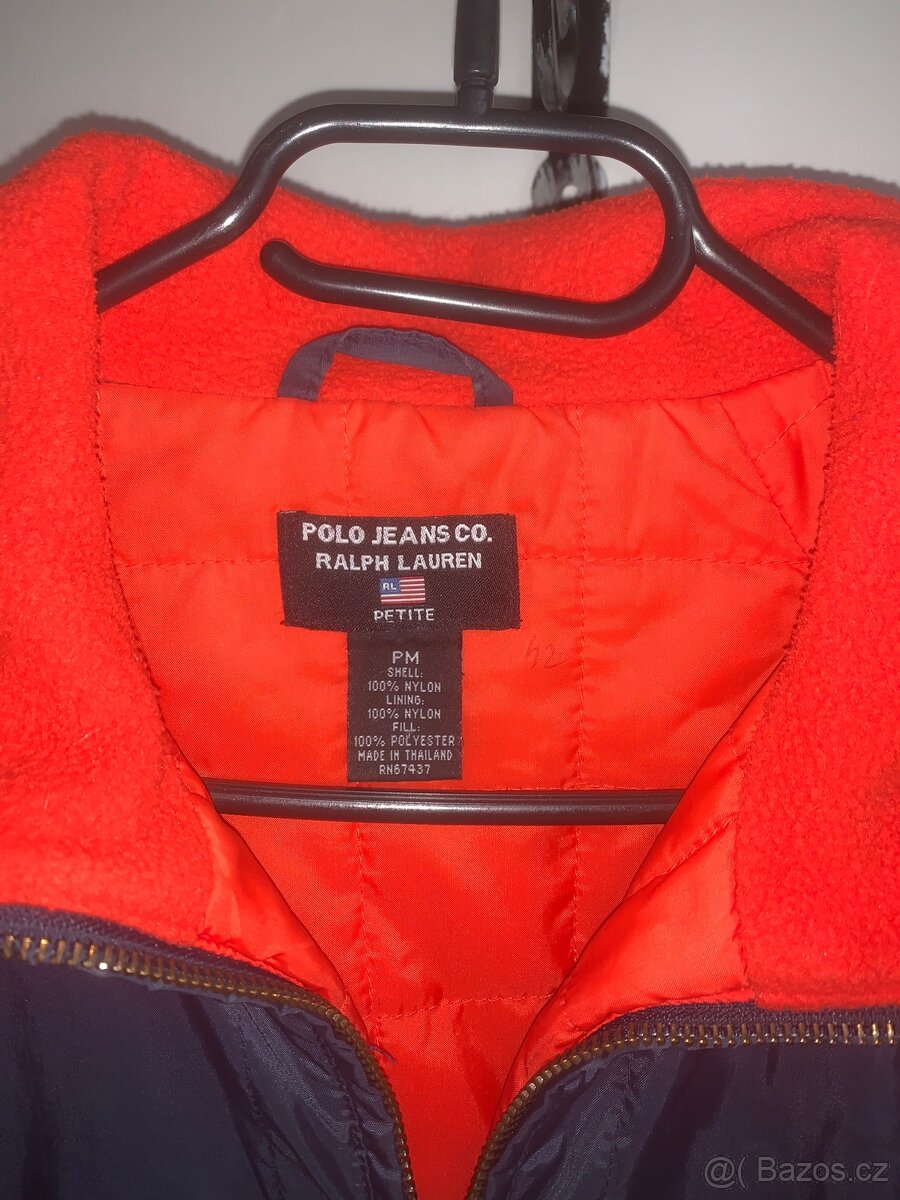 POLO JEANS CO.
RALPH LAUREN
RL
PETITE
PM
SHELL:
100% NYLON
LINING:
100% NYLON
FILL:
100% POLYESTER
MADE IN THAILAND
RN67437
42
@( Bazos.cz